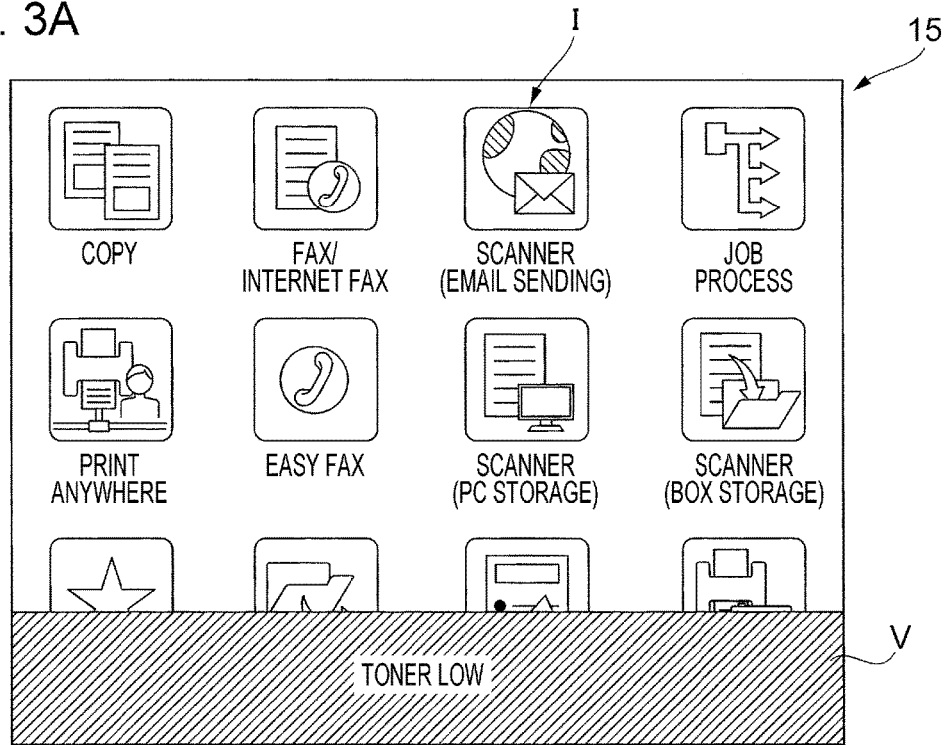 . 3A
I
15
COPY
FAX/
INTERNET FAX
SCANNER
(EMAIL SENDING)
JOB
PROCESS
PRINT
ANYWHERE
EASY FAX
SCANNER
(PC STORAGE)
SCANNER
(BOX STORAGE)
TONER LOW
V